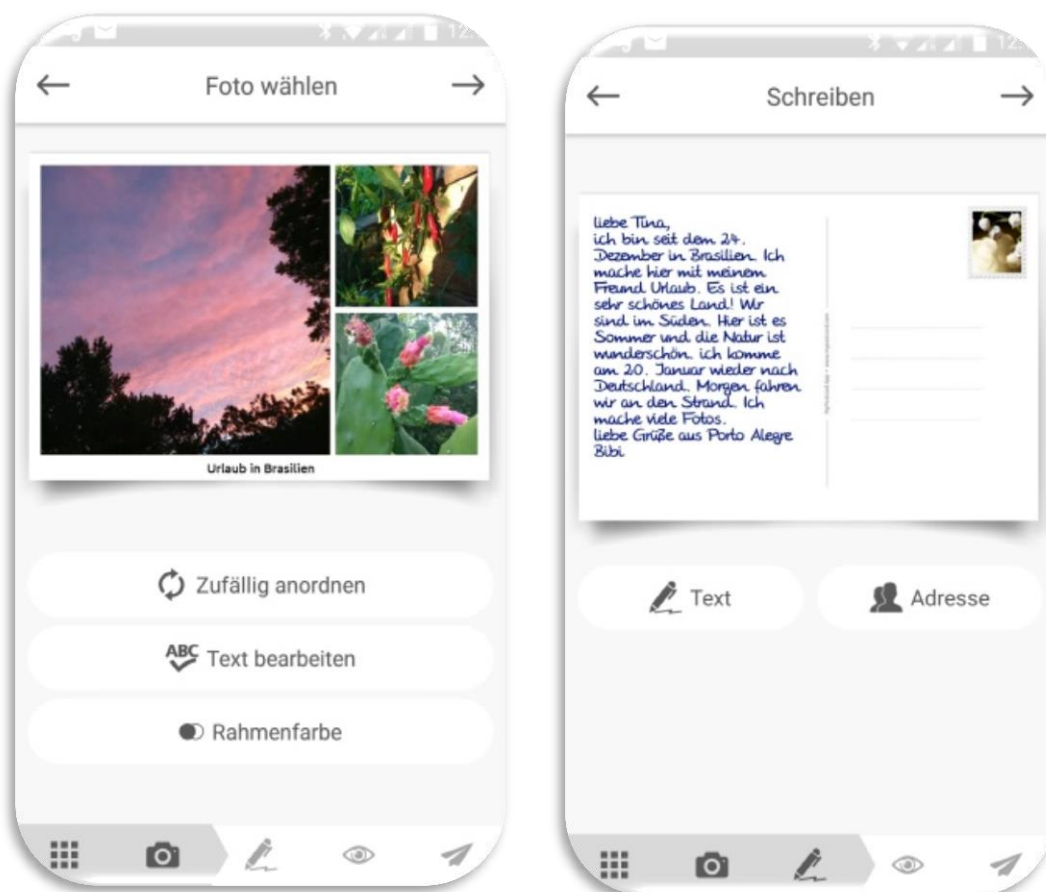 Foto wählen
Urlaub in Brasilien
Zufällig anordnen
ABC Text bearbeiten
Rahmenfarbe
Schreiben
liebe Tina,
ich bin seit dem 24.
Dezember in Brasilien. Ich
mache hier mit meinem
Freund Urlaub. Es ist ein
sehr schönes Land! Wir
sind im Süden. Hier ist es
Sommer und die Natur ist
wunderschön. ich komme
am 20. Januar wieder nach
Deutschland. Morgen fahren
wir an den Strand. Ich
mache viele Fotos.
liebe Grüße aus Porto Alegre
Bibi
Text
Adresse